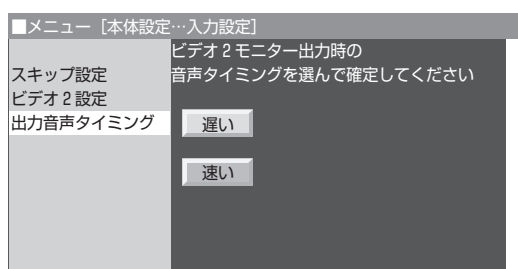 ■メニュー［本体設定…入力設定］
ビデオ２モニター出力時の
音声タイミングを選んで確定してください
スキップ設定
ビデオ２設定
出力音声タイミング
遅い
速い